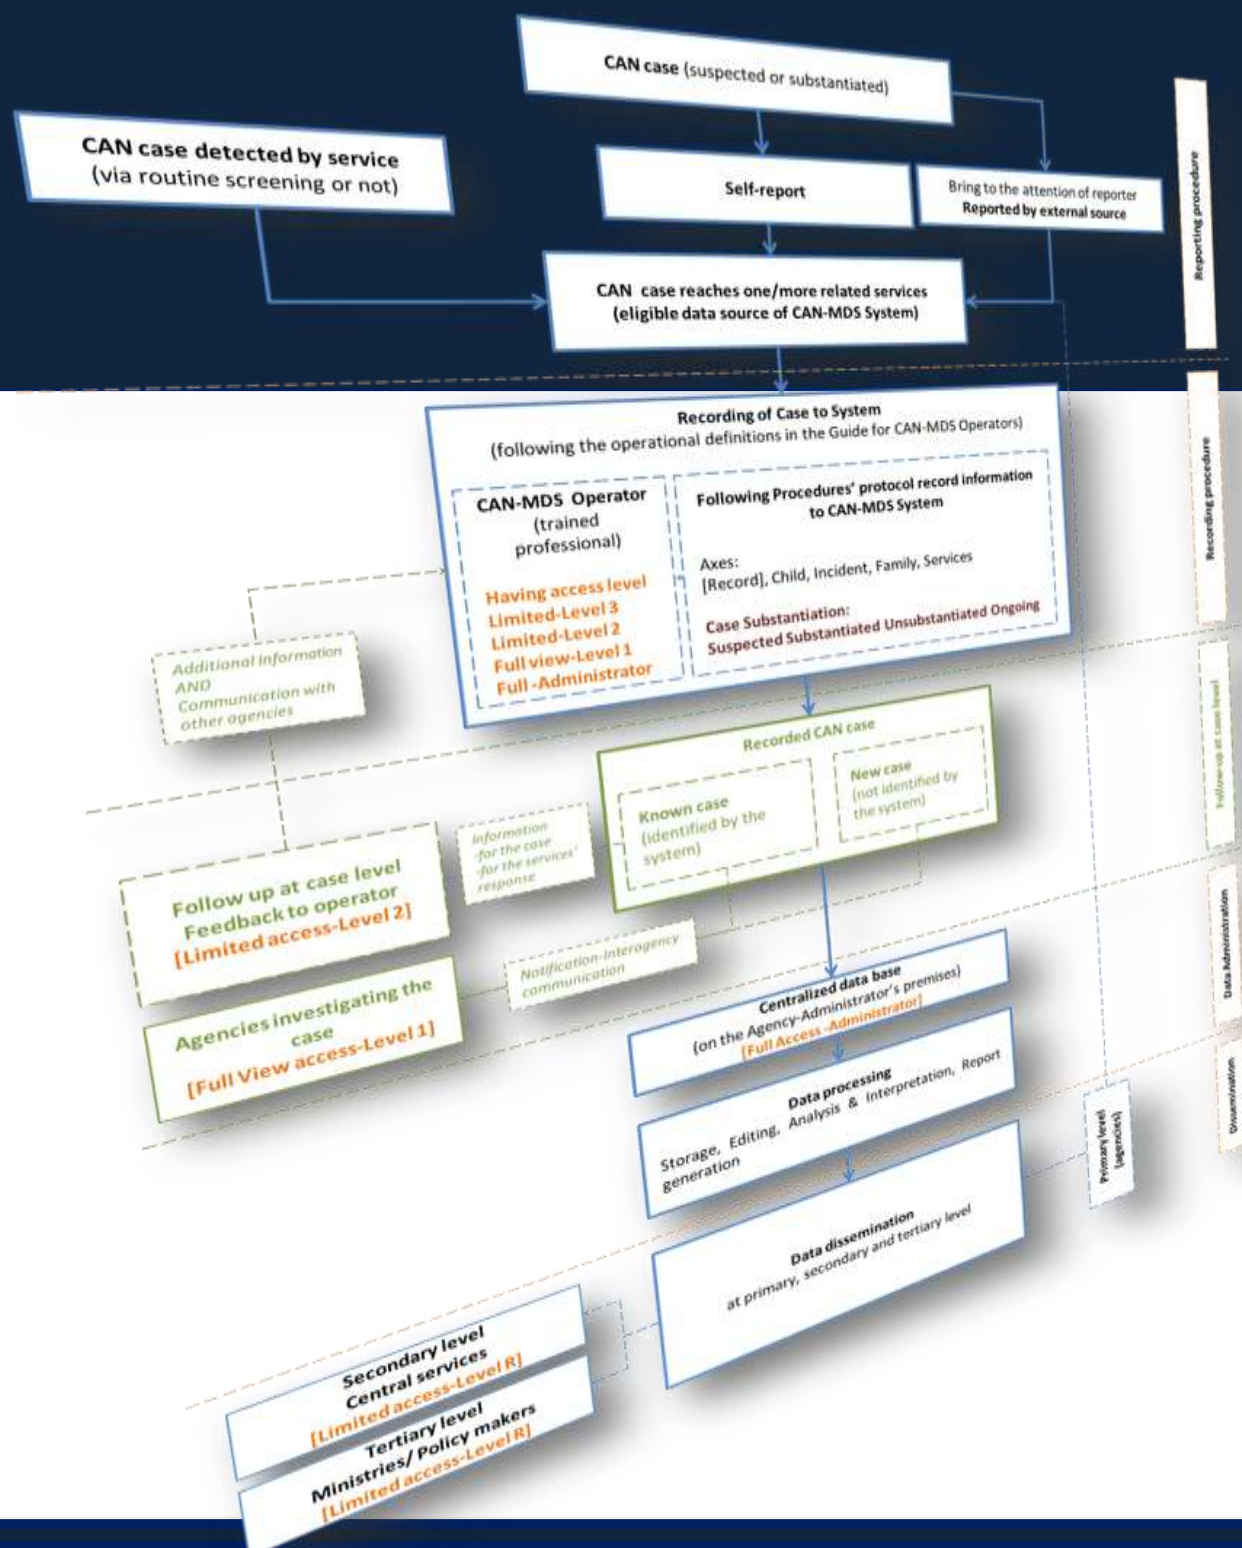 CAN case (suspected or substantiated)
CAN case detected by service
(via routine screening or not)
Self-report
Bring to the attention of reporter
Reported by external source
Reporting procedure
CAN case reaches one/more related services
(eligible data source of CAN-MDS System)
Recording of Case to System
(following the operational definitions in the Guide for CAN-MDS Operators)
CAN-MDS Operator
(trained
professional)
Having access level
Limited-Level 3
Limited-Level 2
Full view-Level 1
Full -Administrator
Following Procedures' protocol record information
to CAN-MDS System
Axes:
[Record], Child, Incident, Family, Services
Case Substantiation:
Suspected Substantiated Unsubstantiated Ongoing
Recording procedure
Additional information
AND
Communication with
other agencies
Recorded CAN case
Known case
(identified by the
system)
New case
(not identified by
the system)
Follow-up at case level
Information
-for the case
-for the services'
response
Follow up at case level
Feedback to operator
[Limited access-Level 2]
Notification-Interagency
communication
Agencies investigating the
case
[Full View access-Level 1]
Centralized data base
(on the Agency-Administrator's premises)
[Full Access -Administrator]
Data Administration
Data processing
Storage, Editing, Analysis & Interpretation, Report
generation
Dissemination
Primary level
(agencies)
Data dissemination
at primary, secondary and tertiary level
Secondary level
Central services
[Limited access-Level R]
Tertiary level
Ministries/ Policy makers
[Limited access-Level R]